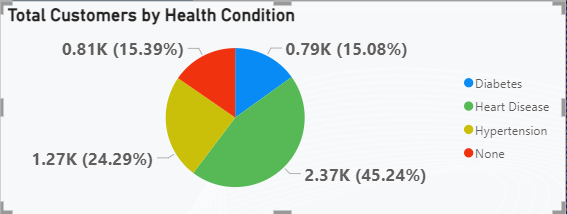 Total Customers by Health Condition
0.81K (15.39%)
0.79K (15.08%)
1.27K (24.29%)
2.37K (45.24%)
Diabetes
Heart Disease
Hypertension
None